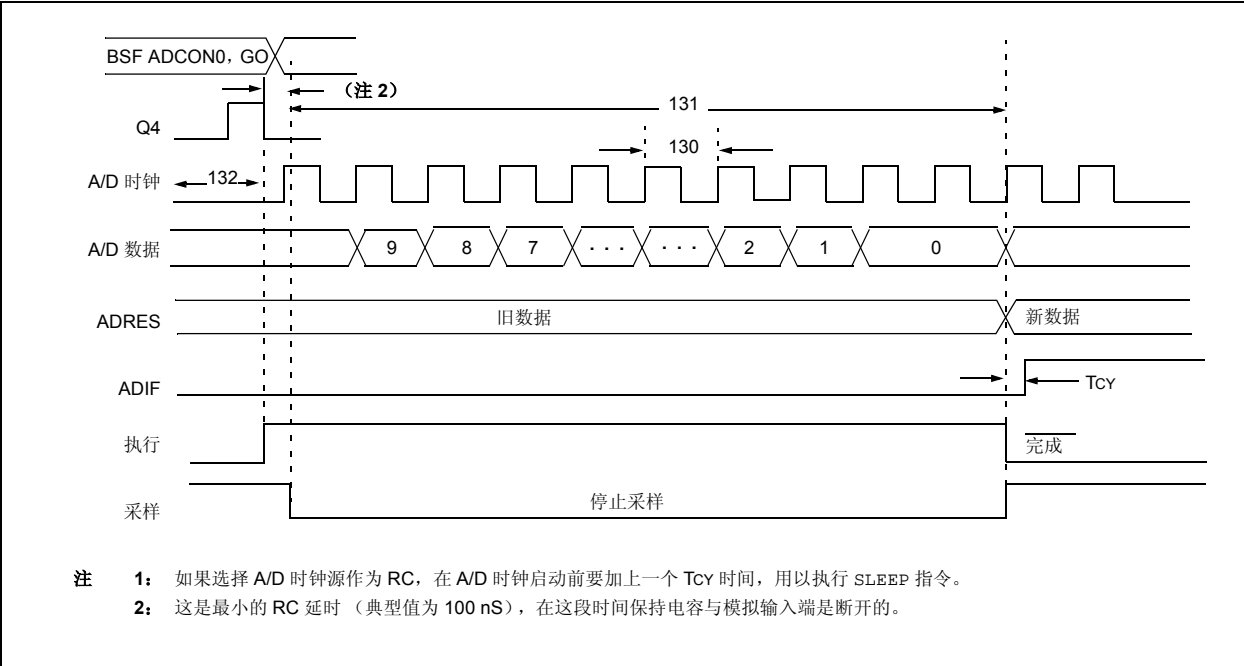 BSF ADCON0，GO
（注 2）
131
Q4
130
A/D 时钟
132
A/D 数据
9 8 7 · · · · · · 2 1 0
ADRES
旧数据
新数据
ADIF
TCY
执行
完成
采样
停止采样
注 1： 如果选择 A/D 时钟源作为 RC，在 A/D 时钟启动前要加上一个 TCY 时间，用以执行 SLEEP 指令。
2： 这是最小的 RC 延时 （典型值为 100 nS），在这段时间保持电容与模拟输入端是断开的。